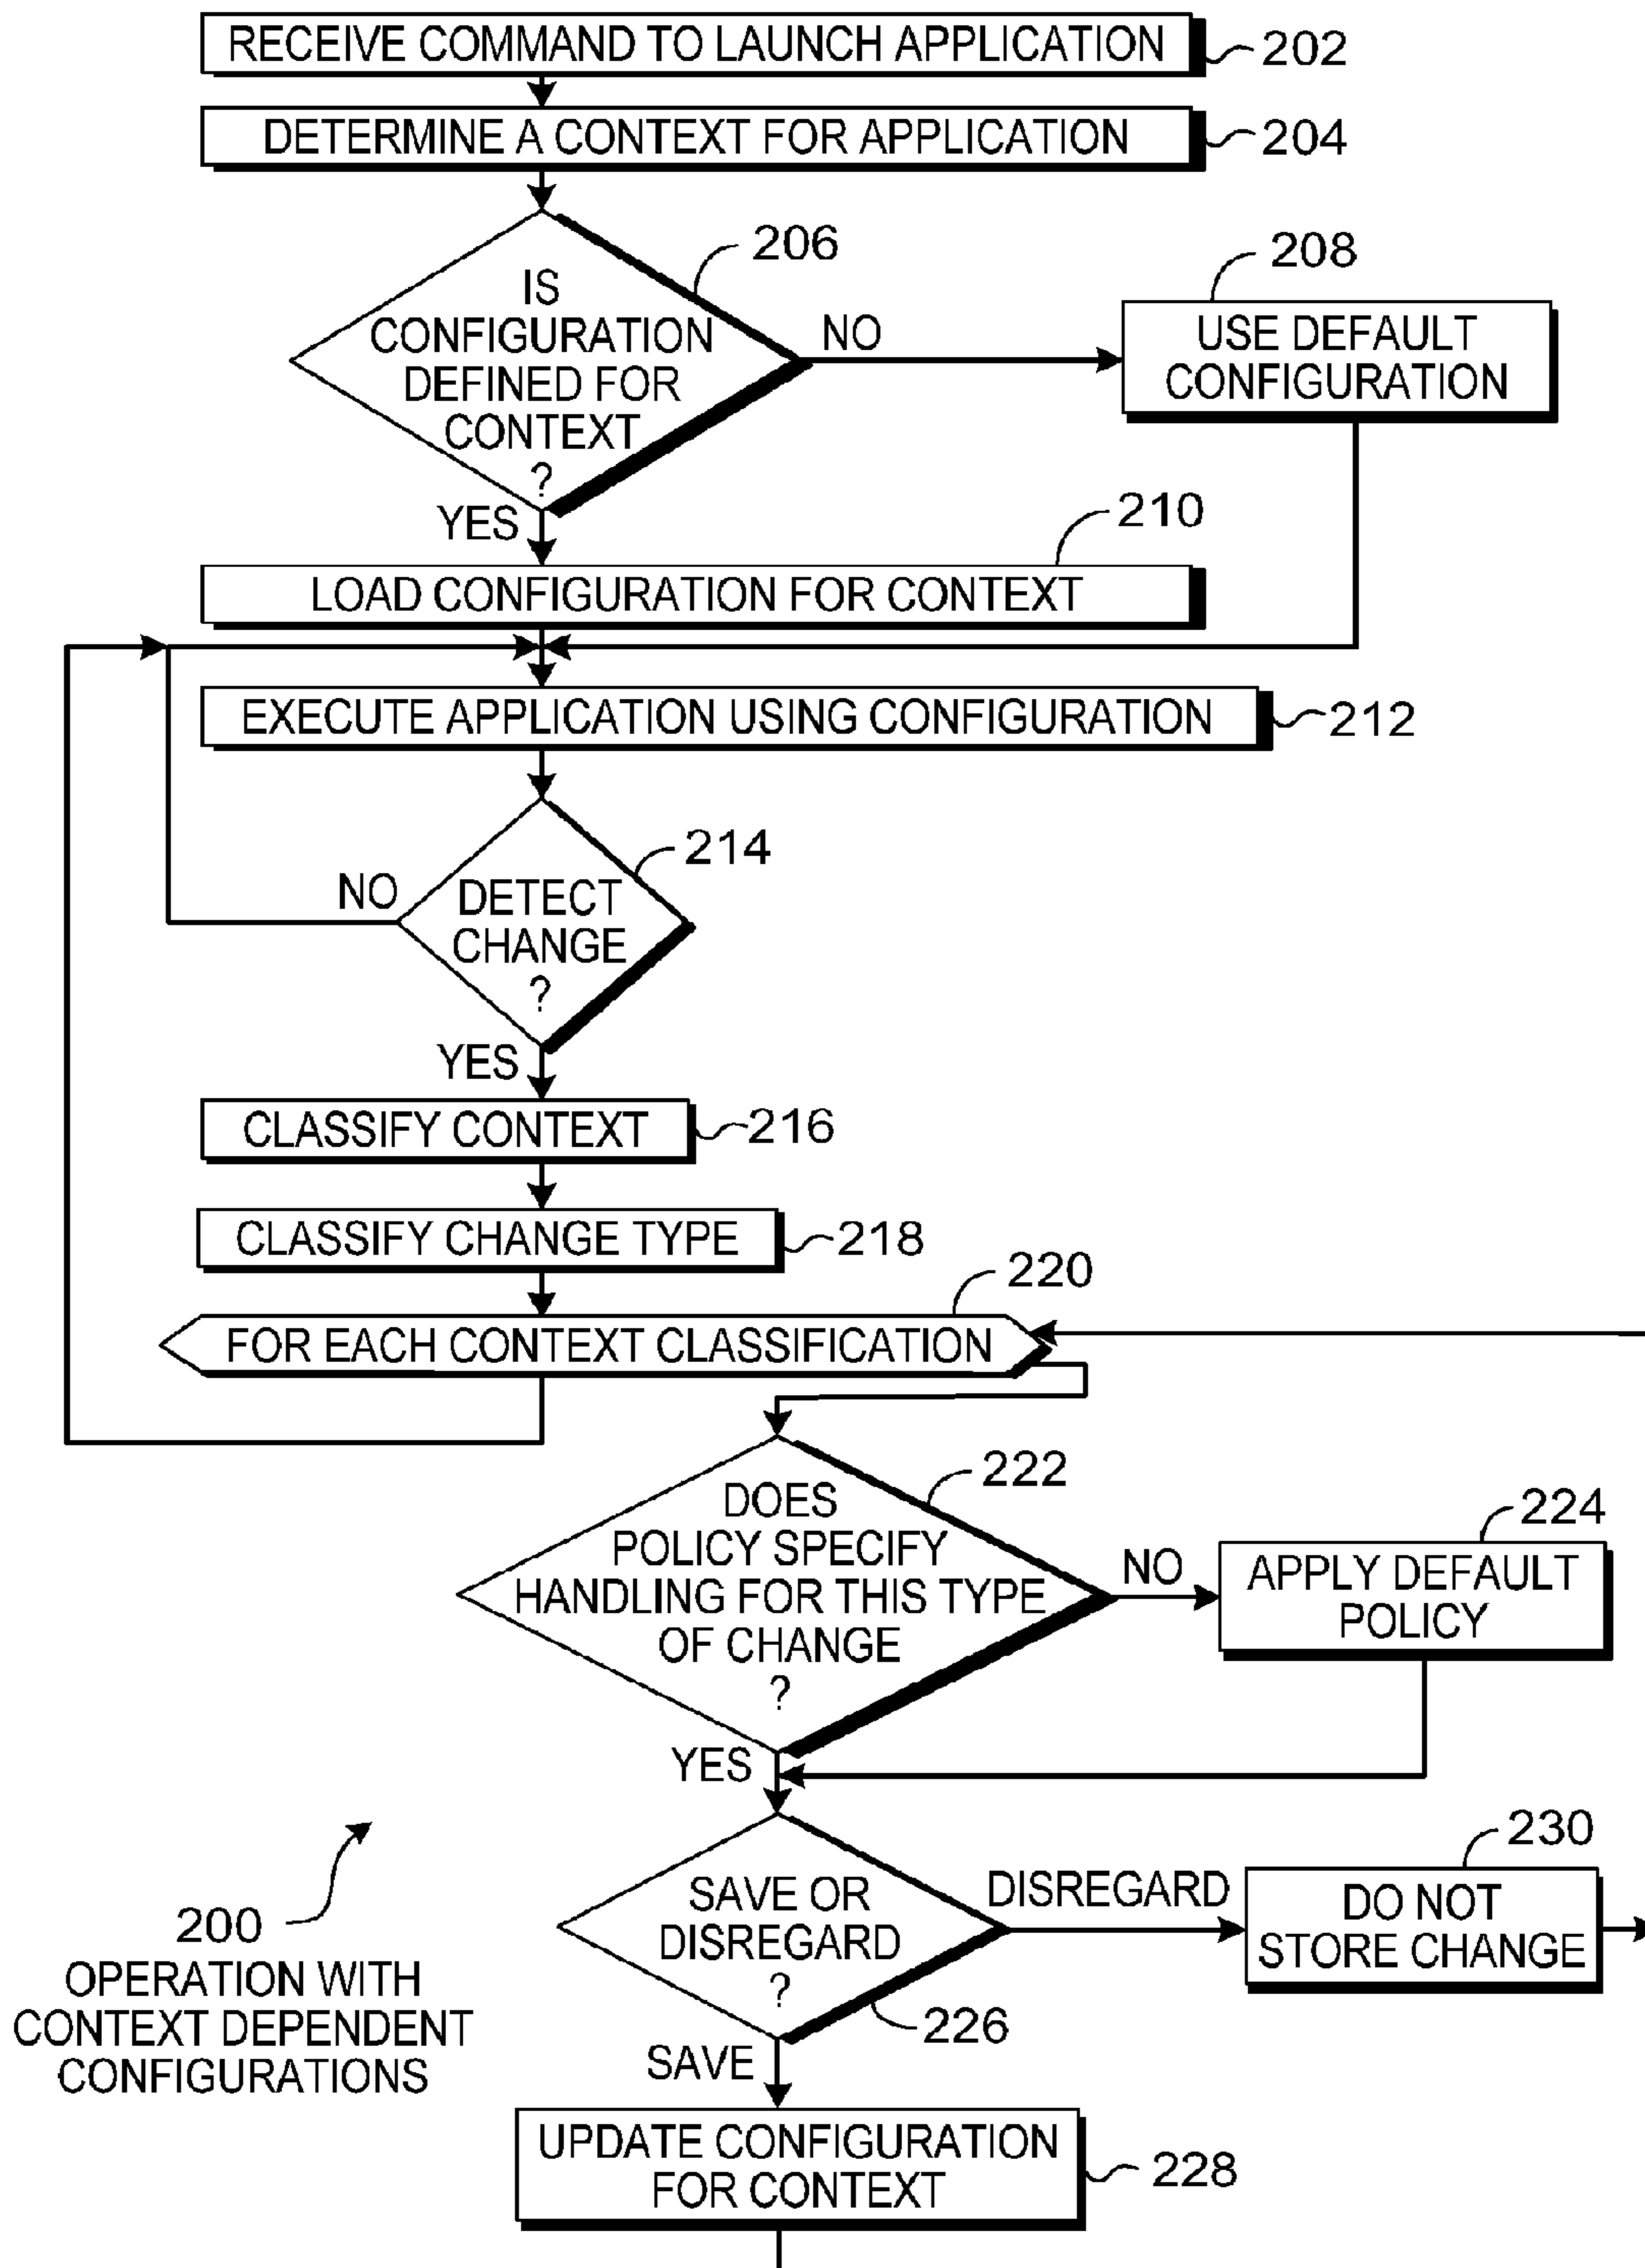 RECEIVE COMMAND TO LAUNCH APPLICATION
202
DETERMINE A CONTEXT FOR APPLICATION
204
206
IS
CONFIGURATION
DEFINED FOR
CONTEXT
?
NO
208
USE DEFAULT
CONFIGURATION
YES
210
LOAD CONFIGURATION FOR CONTEXT
EXECUTE APPLICATION USING CONFIGURATION
212
214
NO
DETECT
CHANGE
?
YES
CLASSIFY CONTEXT
216
CLASSIFY CHANGE TYPE
218
220
FOR EACH CONTEXT CLASSIFICATION
222
DOES
POLICY SPECIFY
HANDLING FOR THIS TYPE
OF CHANGE
?
NO
224
APPLY DEFAULT
POLICY
YES
SAVE OR
DISREGARD
?
226
DISREGARD
230
DO NOT
STORE CHANGE
200
OPERATION WITH
CONTEXT DEPENDENT
CONFIGURATIONS
SAVE
UPDATE CONFIGURATION
FOR CONTEXT
228